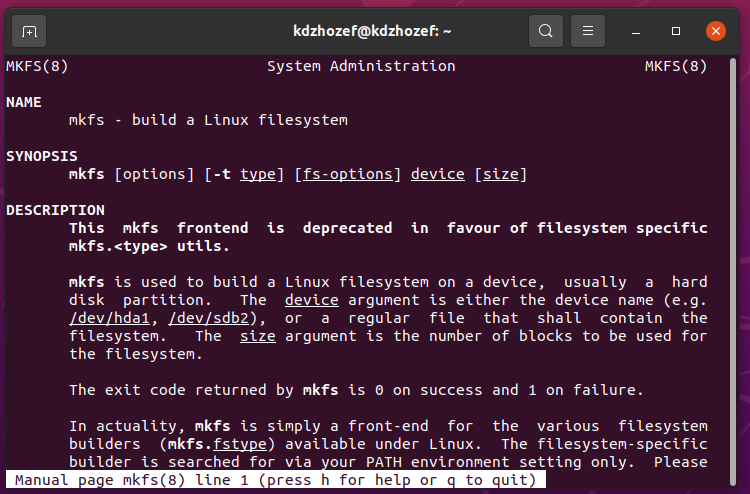 kdzhozef@kdzhozef: ~
MKFS(8) System Administration MKFS(8)
NAME
mkfs - build a Linux filesystem
SYNOPSIS
mkfs [options] [-t type] [fs-options] device [size]
DESCRIPTION
This mkfs frontend is deprecated in favour of filesystem specific
mkfs.<type> utils.
mkfs is used to build a Linux filesystem on a device, usually a hard
disk partition. The device argument is either the device name (e.g.
/dev/hda1, /dev/sdb2), or a regular file that shall contain the
filesystem. The size argument is the number of blocks to be used for
the filesystem.
The exit code returned by mkfs is 0 on success and 1 on failure.
In actuality, mkfs is simply a front-end for the various filesystem
builders (mkfs.fstype) available under Linux. The filesystem-specific
builder is searched for via your PATH environment setting only. Please
Manual page mkfs(8) line 1 (press h for help or q to quit)